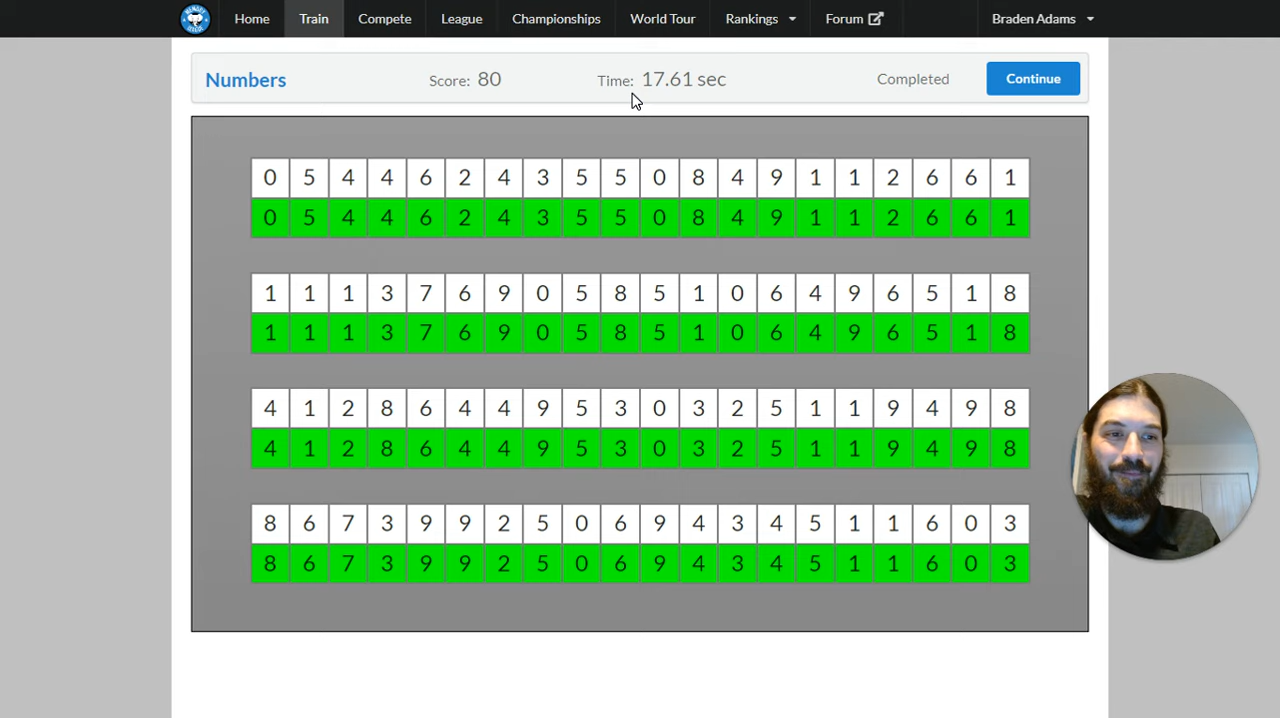 Home Train Compete League Championships World Tour Rankings Forum Braden Adams
Numbers Score: 80 Time: 17.61 sec Completed Continue
0 5 4 4 6 2 4 3 5 5 0 8 4 9 1 1 2 6 6 1
0 5 4 4 6 2 4 3 5 5 0 8 4 9 1 1 2 6 6 1
1 1 1 3 7 6 9 0 5 8 5 1 0 6 4 9 6 5 1 8
1 1 1 3 7 6 9 0 5 8 5 1 0 6 4 9 6 5 1 8
4 1 2 8 6 4 4 9 5 3 0 3 2 5 1 1 9 4 9 8
4 1 2 8 6 4 4 9 5 3 0 3 2 5 1 1 9 4 9 8
8 6 7 3 9 9 2 5 0 6 9 4 3 4 5 1 1 6 0 3
8 6 7 3 9 9 2 5 0 6 9 4 3 4 5 1 1 6 0 3